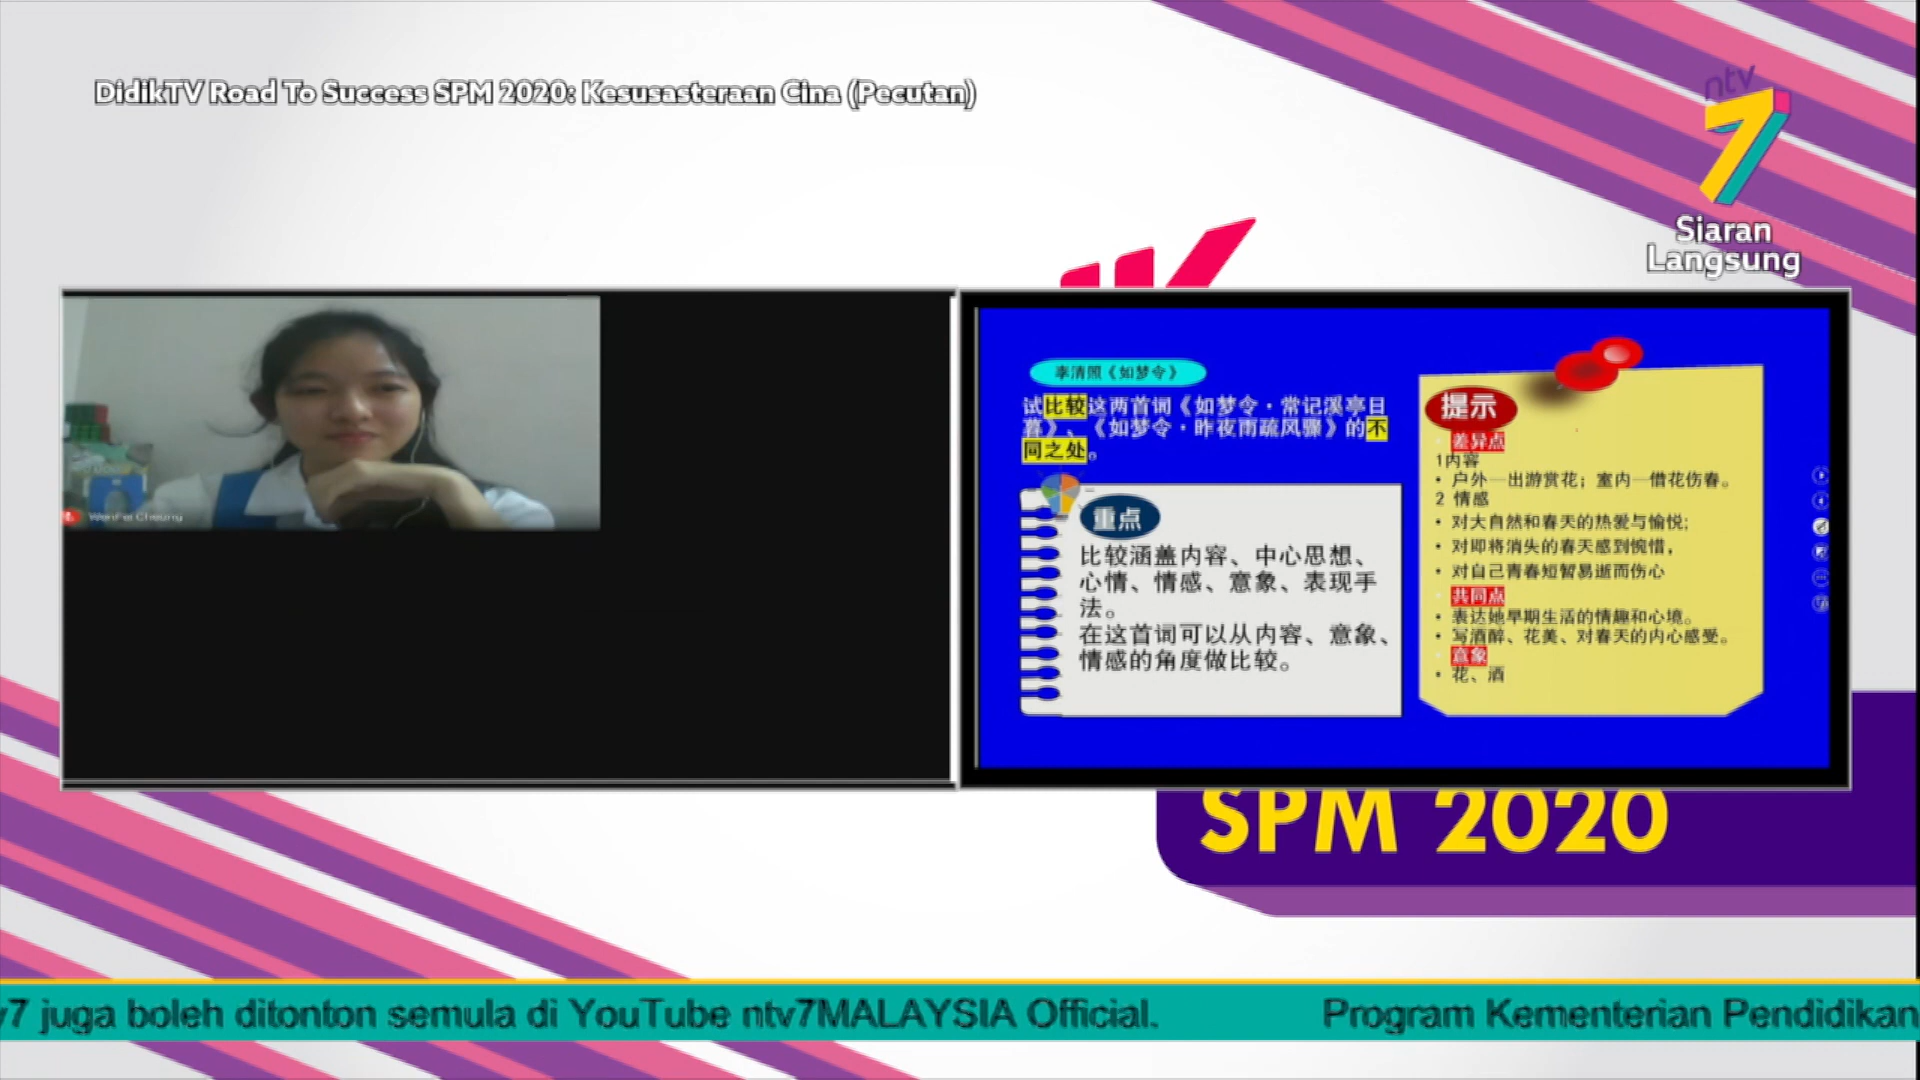 DidikTV Road To Success SPM 2020: Kesusasteraan Cina (Pecutan)
ntv
7
Siaran
Langsung
WenFei Cheung
李清照《如梦令》
试比较这两首词《如梦令·常记溪亭日
暮》、《如梦令·昨夜雨疏风骤》的不
同之处。
重点
比较涵盖内容、中心思想、
心情、情感、意象、表现手
法。
在这首词可以从内容、意象、
情感的角度做比较。
提示
差异点
1内容
• 户外—出游赏花；室内—借花伤春。
2 情感
• 对大自然和春天的热爱与愉悦;
• 对即将消失的春天感到惋惜，
• 对自己青春短暂易逝而伤心
共同点
• 表达她早期生活的情趣和心境。
• 写酒醉、花美、对春天的内心感受。
意象
• 花、酒
SPM 2020
v7 juga boleh ditonton semula di YouTube ntv7MALAYSIA Official. Program Kementerian Pendidikan